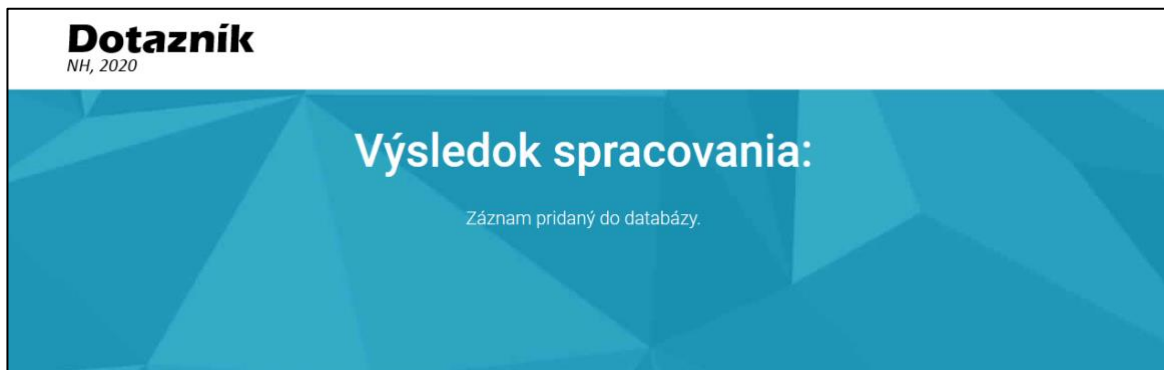 Dotazník
NH, 2020
Výsledok spracovania:
Záznam pridaný do databázy.